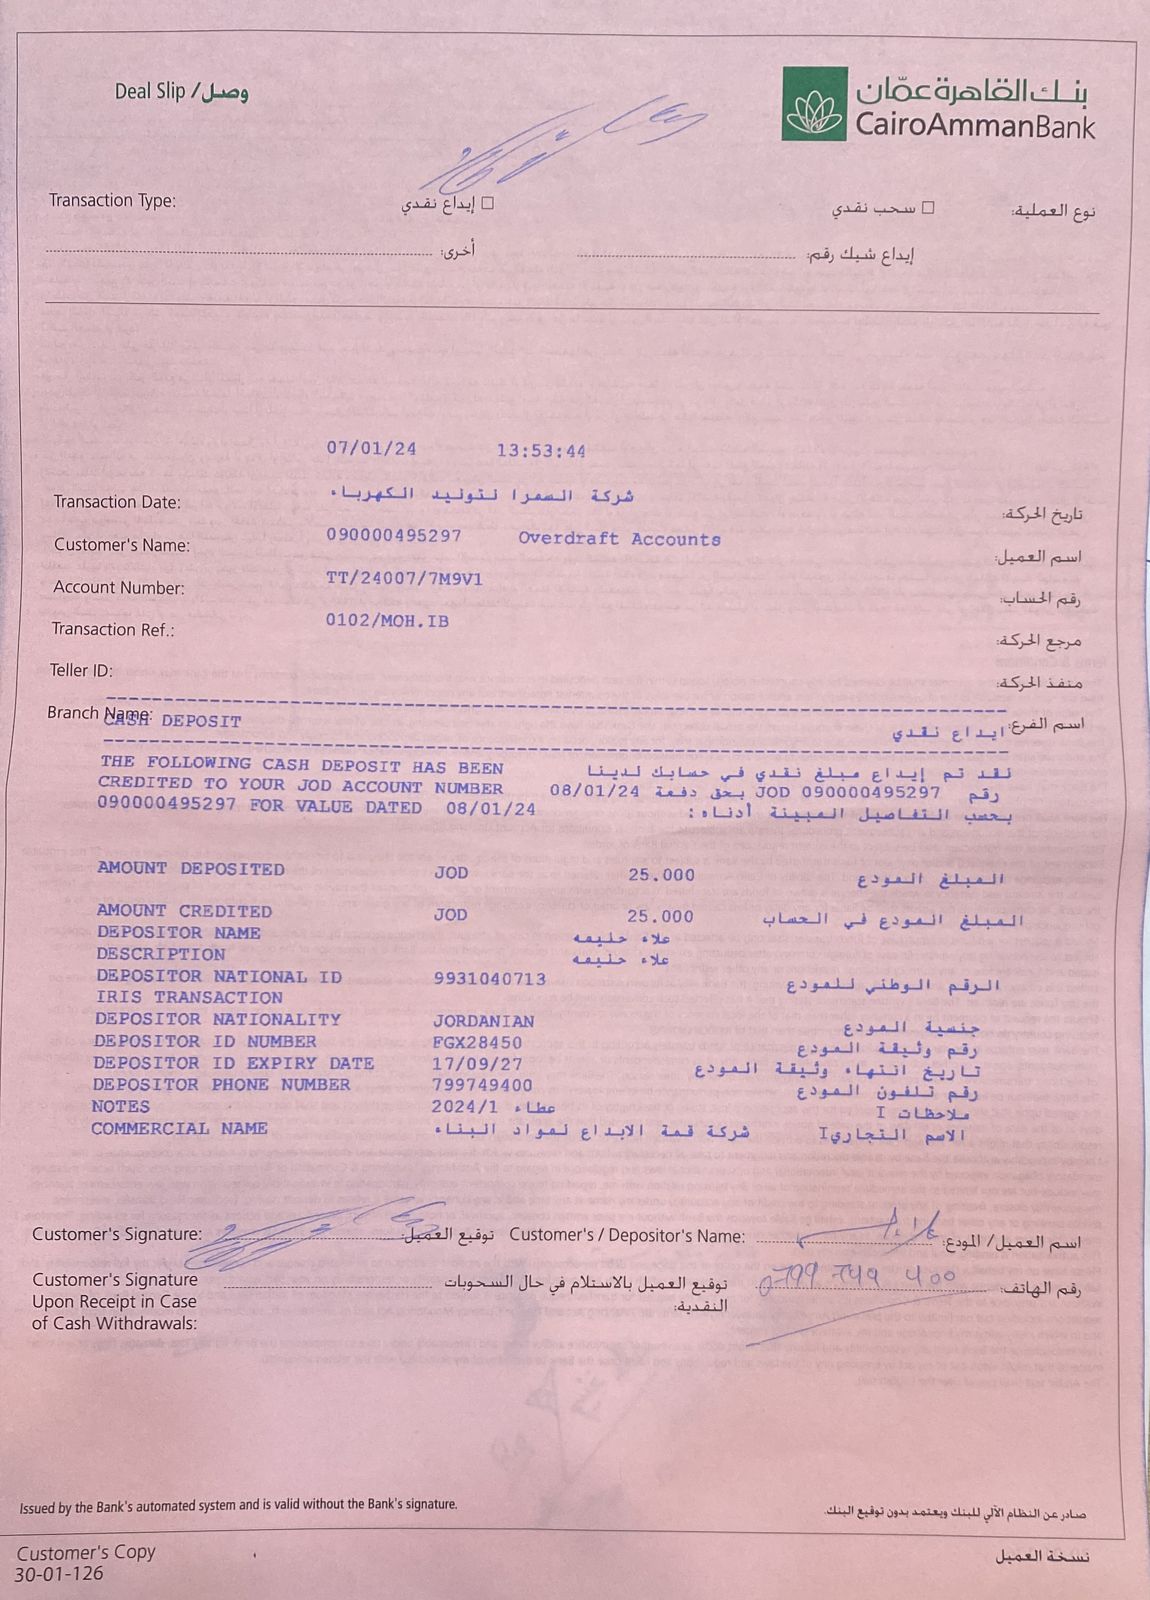 Deal Slip / وصل
بنك القاهرة عمّان
CairoAmmanBank
Transaction Type: ☐ إيداع نقدي ☐ سحب نقدي نوع العملية:
أخرى: إيداع شيك رقم:
07/01/24 13:53:44
Transaction Date: شركة السمرا لتوليد الكهرباء تاريخ الحركة:
Customer's Name: 090000495297 Overdraft Accounts اسم العميل:
Account Number: TT/24007/7M9V1 رقم الحساب:
Transaction Ref.: 0102/MOH.IB مرجع الحركة:
Teller ID: منفذ الحركة:
Branch Name: اسم الفرع:
CASH DEPOSIT ايداع نقدي
THE FOLLOWING CASH DEPOSIT HAS BEEN لقد تم إيداع مبلغ نقدي في حسابك لدينا
CREDITED TO YOUR JOD ACCOUNT NUMBER رقم JOD 090000495297 بحق دفعة 08/01/24
090000495297 FOR VALUE DATED 08/01/24 بحسب التفاصيل المبينة أدناه:
AMOUNT DEPOSITED JOD 25.000 المبلغ المودع
AMOUNT CREDITED JOD 25.000 المبلغ المودع في الحساب
DEPOSITOR NAME علاء حنيمه
DESCRIPTION علاء حنيمه
DEPOSITOR NATIONAL ID 9931040713 الرقم الوطني للمودع
IRIS TRANSACTION
DEPOSITOR NATIONALITY JORDANIAN جنسية المودع
DEPOSITOR ID NUMBER FGX28450 رقم وثيقة المودع
DEPOSITOR ID EXPIRY DATE 17/09/27 تاريخ انتهاء وثيقة المودع
DEPOSITOR PHONE NUMBER 799749400 رقم تلفون المودع
NOTES عطاء 2024/1 ملاحظات I
COMMERCIAL NAME شركة قمة الابداع لمواد البناء الاسم التجاريI
Customer's Signature: توقيع العميل: Customer's / Depositor's Name: اسم العميل/ المودع:
Customer's Signature توقيع العميل بالاستلام في حال السحوبات رقم الهاتف: 0799 749 400
Upon Receipt in Case النقدية:
of Cash Withdrawals:
Issued by the Bank's automated system and is valid without the Bank's signature. صادر عن النظام الآلي للبنك ويعتمد بدون توقيع البنك.
Customer's Copy نسخة العميل
30-01-126